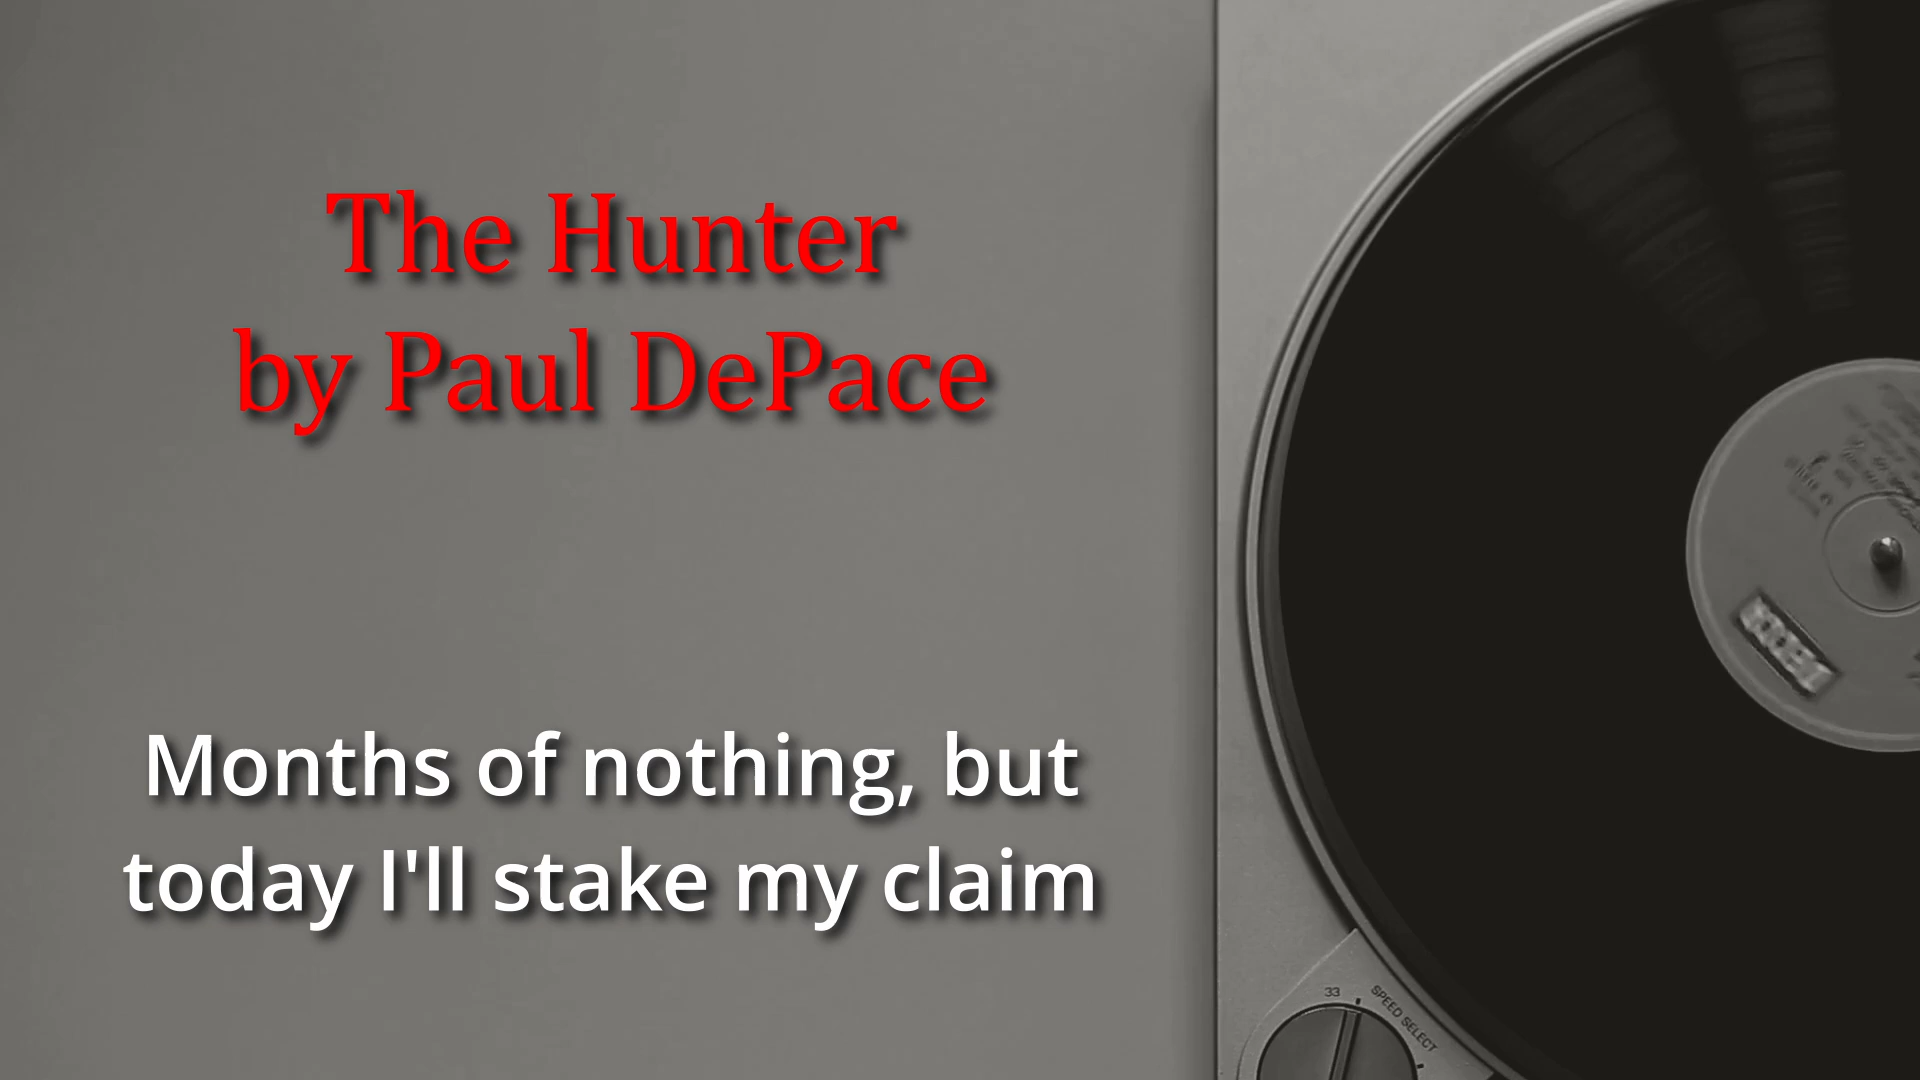 The Hunter
by Paul DePace
Months of nothing, but
today I'll stake my claim
33
SPEED SELECT